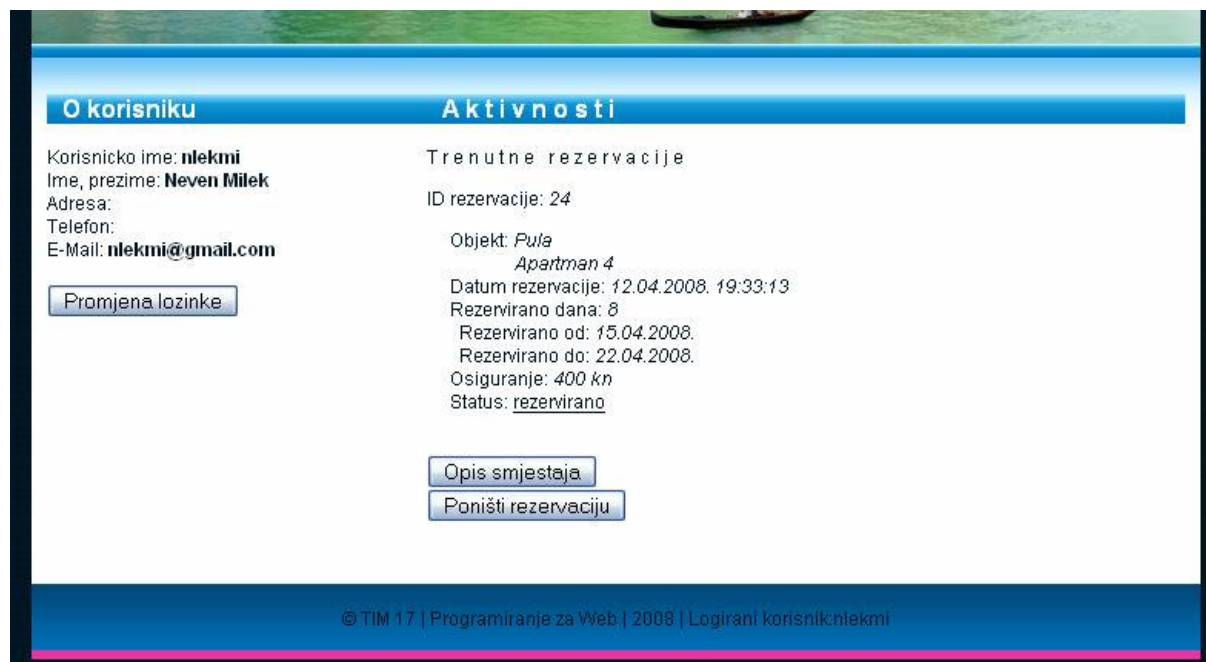 O korisniku
Korisnicko ime: nlekmi
Ime, prezime: Neven Milek
Adresa:
Telefon:
E-Mail: nlekmi@gmail.com
Promjena lozinke
Aktivnosti
Trenutne rezervacije
ID rezervacije: 24
Objekt: Pula
Apartman 4
Datum rezervacije: 12.04.2008. 19:33:13
Rezervirano dana: 8
Rezervirano od: 15.04.2008.
Rezervirano do: 22.04.2008.
Osiguranje: 400 kn
Status: rezervirano
Opis smjestaja
Poništi rezervaciju
© TIM 17 | Programiranje za Web | 2008 | Logirani korisnik:nlekmi